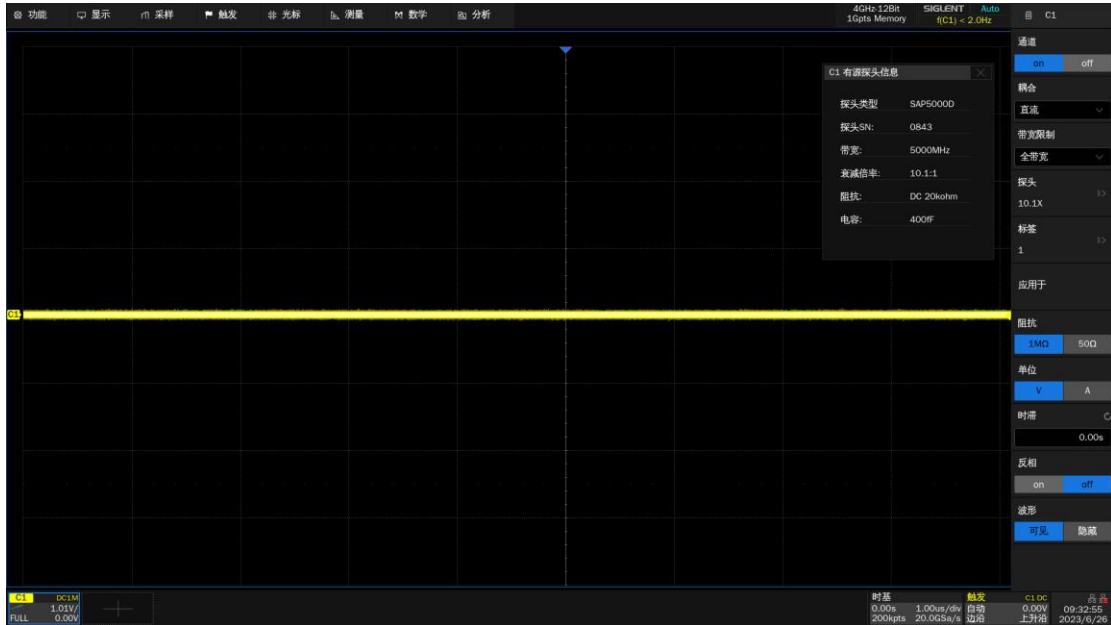 功能 显示 采样 触发 光标 测量 数学 分析
4GHz-12Bit SIGLENT Auto
1Gpts Memory f(C1) < 2.0Hz
C1
C1 有源探头信息
探头类型 SAP5000D
探头SN: 0843
带宽: 5000MHz
衰减倍率: 10.1:1
阻抗: DC 20kohm
电容: 400fF
C1
通道
on off
耦合
直流
带宽限制
全带宽
探头
10.1X
标签
1
应用于
阻抗
1MΩ 50Ω
单位
V A
时滞
0.00s
反相
on off
波形
可见 隐藏
C1 DC1M
1.01V/
FULL 0.00V
时基
0.00s 1.00us/div
200kpts 20.0GSa/s
触发 C1 DC
自动 0.00V
边沿 上升沿
09:32:55
2023/6/26